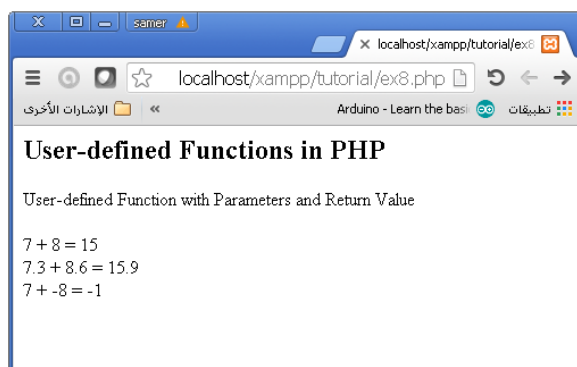 samer
localhost/xampp/tutorial/ex8
localhost/xampp/tutorial/ex8.php
تطبيقات
Arduino - Learn the basi
»
الإشارات الأخرى
User-defined Functions in PHP
User-defined Function with Parameters and Return Value
7 + 8 = 15
7.3 + 8.6 = 15.9
7 + -8 = -1